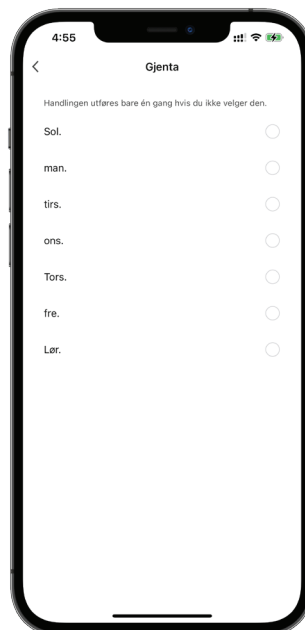 4:55
Gjenta
Handlingen utføres bare én gang hvis du ikke velger den.
Sol.
man.
tirs.
ons.
Tors.
fre.
Lør.